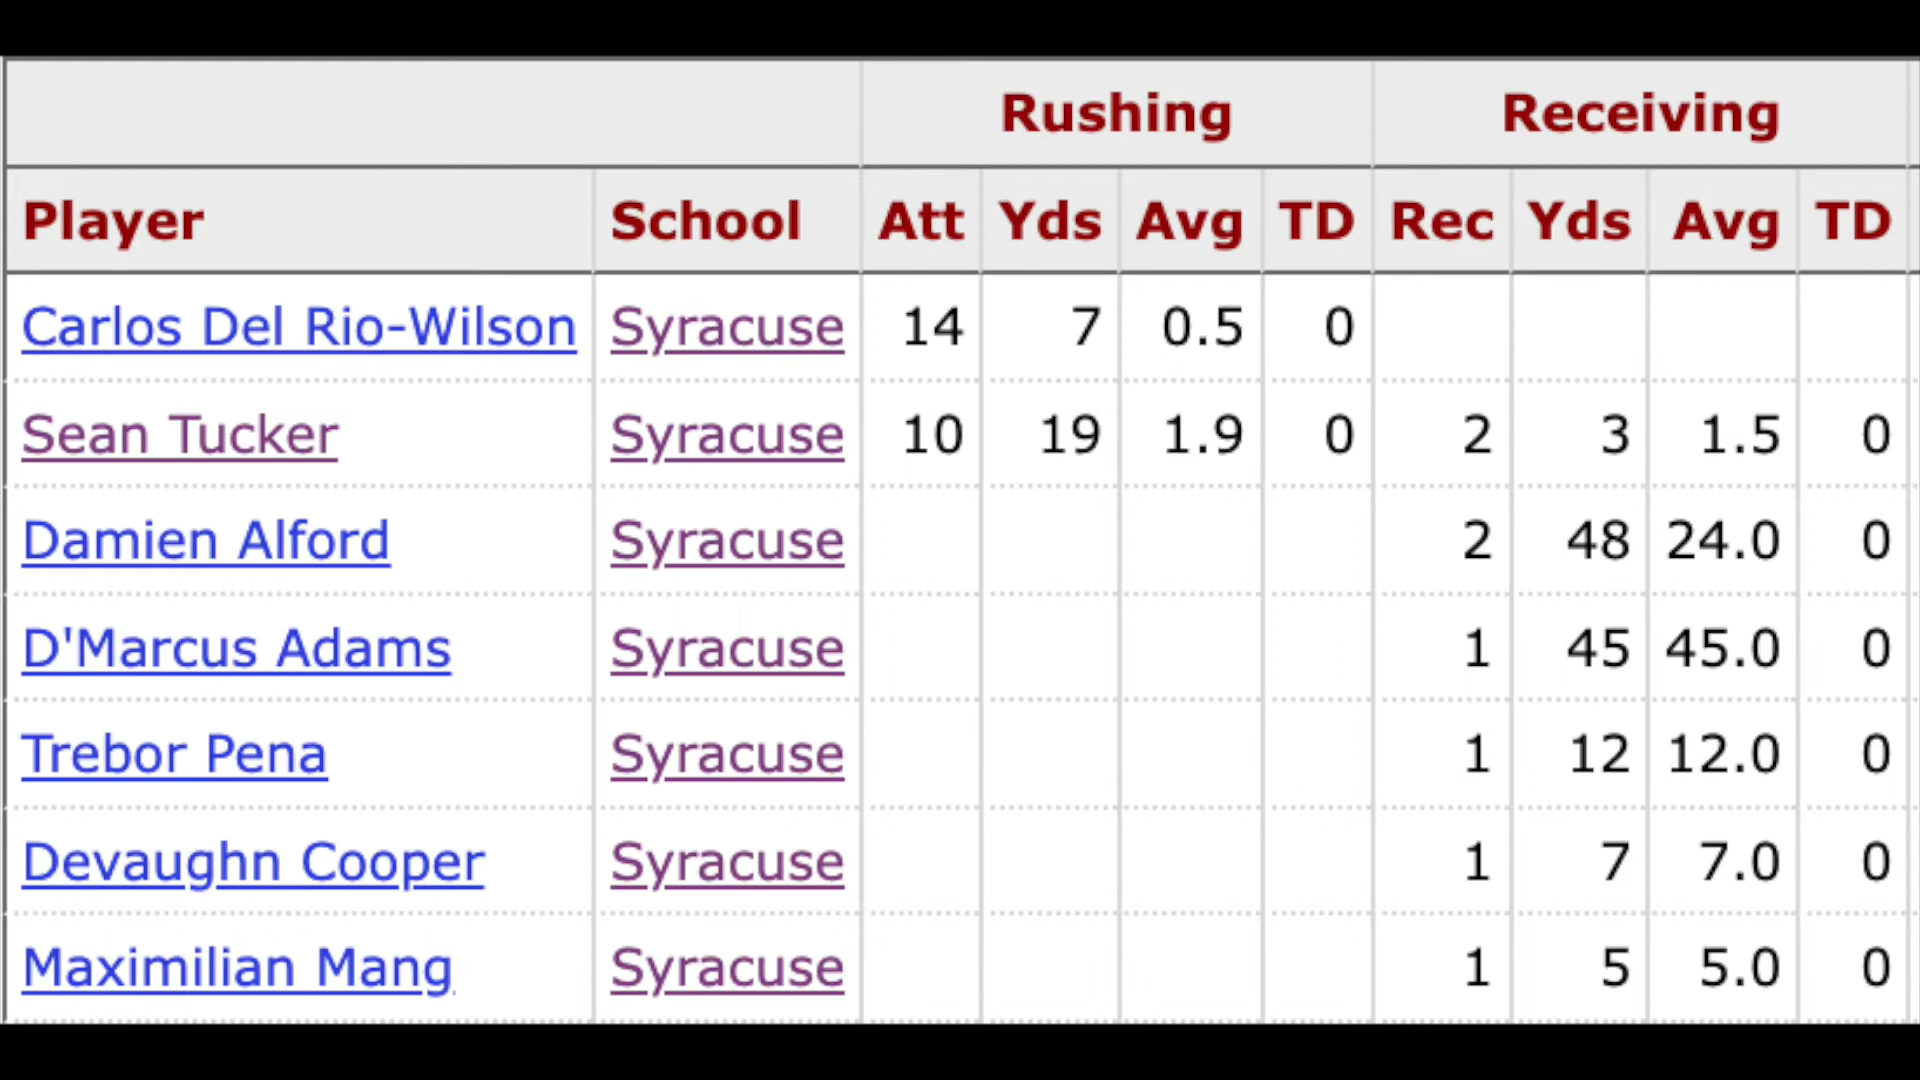 Rushing Receiving
Player School Att Yds Avg TD Rec Yds Avg TD
Carlos Del Rio-Wilson Syracuse 14 7 0.5 0
Sean Tucker Syracuse 10 19 1.9 0 2 3 1.5 0
Damien Alford Syracuse 2 48 24.0 0
D'Marcus Adams Syracuse 1 45 45.0 0
Trebor Pena Syracuse 1 12 12.0 0
Devaughn Cooper Syracuse 1 7 7.0 0
Maximilian Mang Syracuse 1 5 5.0 0